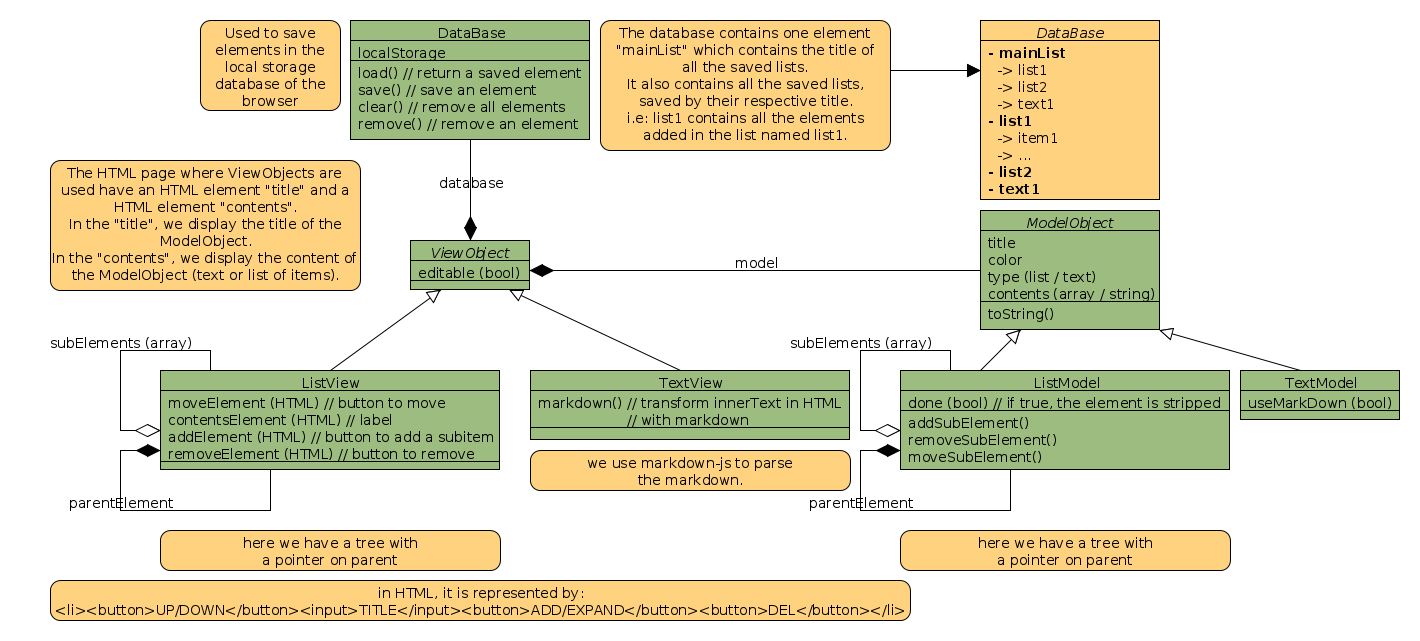 Used to save
elements in the
local storage
database of the
browser
DataBase
localStorage
load() // return a saved element
save() // save an element
clear() // remove all elements
remove() // remove an element
The database contains one element
"mainList" which contains the title of
all the saved lists.
It also contains all the saved lists,
saved by their respective title.
i.e: list1 contains all the elements
added in the list named list1.
DataBase
- mainList
-> list1
-> list2
-> text1
- list1
-> item1
-> ...
- list2
- text1
The HTML page where ViewObjects are
used have an HTML element "title" and a
HTML element "contents".
In the "title", we display the title of the
ModelObject.
In the "contents", we display the content of
the ModelObject (text or list of items).
database
ViewObject
editable (bool)
model
ModelObject
title
color
type (list / text)
contents (array / string)
toString()
subElements (array)
ListView
moveElement (HTML) // button to move
contentsElement (HTML) // label
addElement (HTML) // button to add a subitem
removeElement (HTML) // button to remove
parentElement
TextView
markdown() // transform innerText in HTML
// with markdown
we use markdown-js to parse
the markdown.
subElements (array)
ListModel
done (bool) // if true, the element is stripped
addSubElement()
removeSubElement()
moveSubElement()
parentElement
TextModel
useMarkDown (bool)
here we have a tree with
a pointer on parent
here we have a tree with
a pointer on parent
in HTML, it is represented by:
<li><button>UP/DOWN</button><input>TITLE</input><button>ADD/EXPAND</button><button>DEL</button></li>